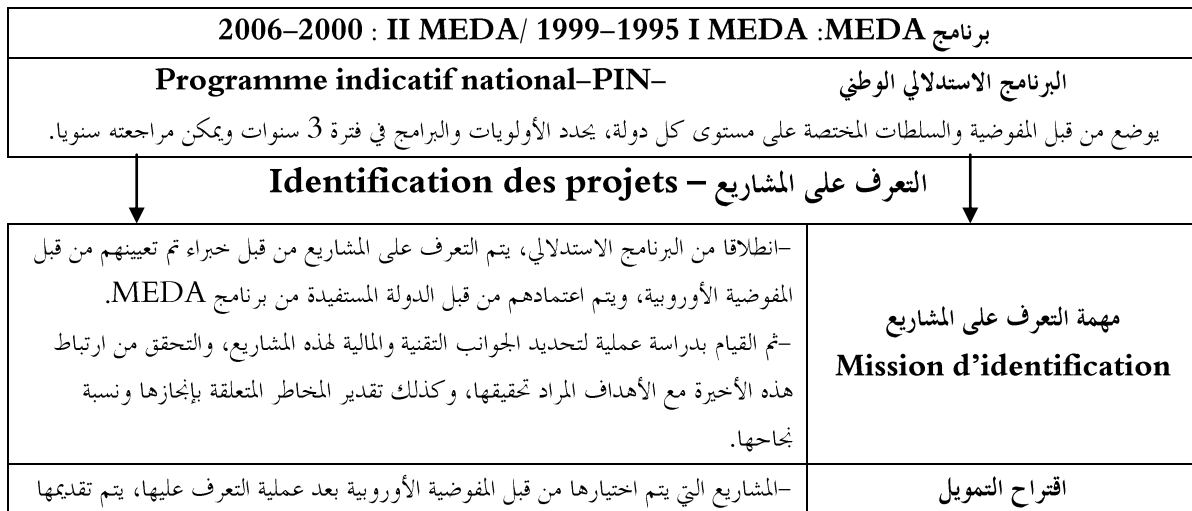 برنامج MEDA: MEDA I 1995–1999 /MEDA II : 2000–2006
البرنامج الاستدلالي الوطني Programme indicatif national–PIN–
يوضع من قبل المفوضية والسلطات المختصة على مستوى كل دولة، يحدد الأولويات والبرامج في فترة 3 سنوات ويمكن مراجعته سنويا.
التعرف على المشاريع – Identification des projets
مهمة التعرف على المشاريع
Mission d’identification
–انطلاقا من البرنامج الاستدلالي، يتم التعرف على المشاريع من قبل خبراء تم تعيينهم من قبل
المفوضية الأوروبية، ويتم اعتمادهم من قبل الدولة المستفيدة من برنامج MEDA.
–ثم القيام بدراسة عملية لتحديد الجوانب التقنية والمالية لهذه المشاريع، والتحقق من ارتباط
هذه الأخيرة مع الأهداف المراد تحقيقها، وكذلك تقدير المخاطر المتعلقة بإنجازها ونسبة
نجاحها.
اقتراح التمويل
–المشاريع التي يتم اختيارها من قبل المفوضية الأوروبية بعد عملية التعرف عليها، يتم تقديمها